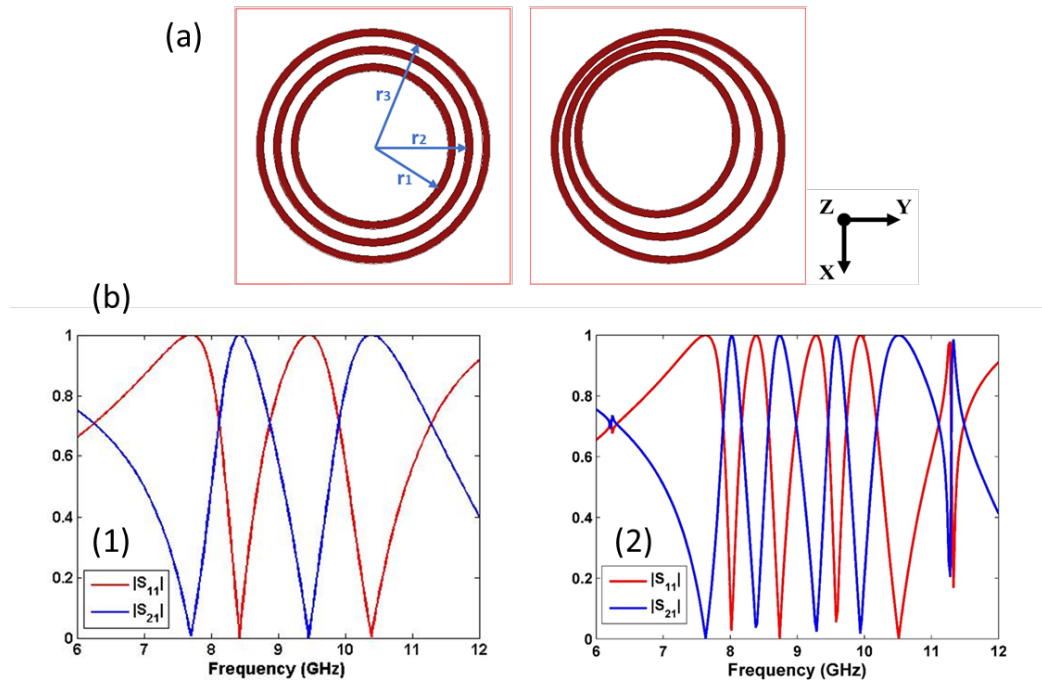 (a)
r3
r2
r1
Z Y
X
(b)
1
0.8
0.6
0.4
0.2
0
6 7 8 9 10 11 12
Frequency (GHz)
(1)
|S11|
|S21|
1
0.8
0.6
0.4
0.2
0
6 7 8 9 10 11 12
Frequency (GHz)
(2)
|S11|
|S21|